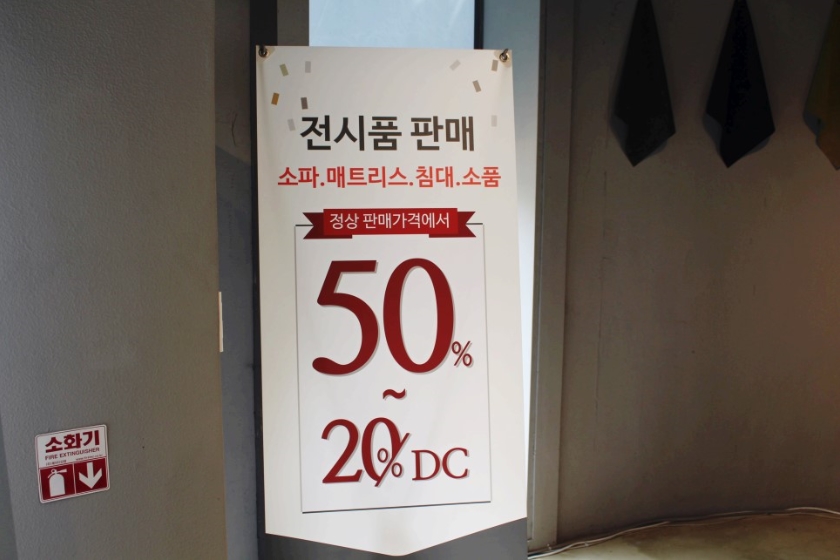 전시품 판매
소파.매트리스.침대.소품
정상 판매가격에서
50%
~
20% DC
소화기
FIRE EXTINGUISHER